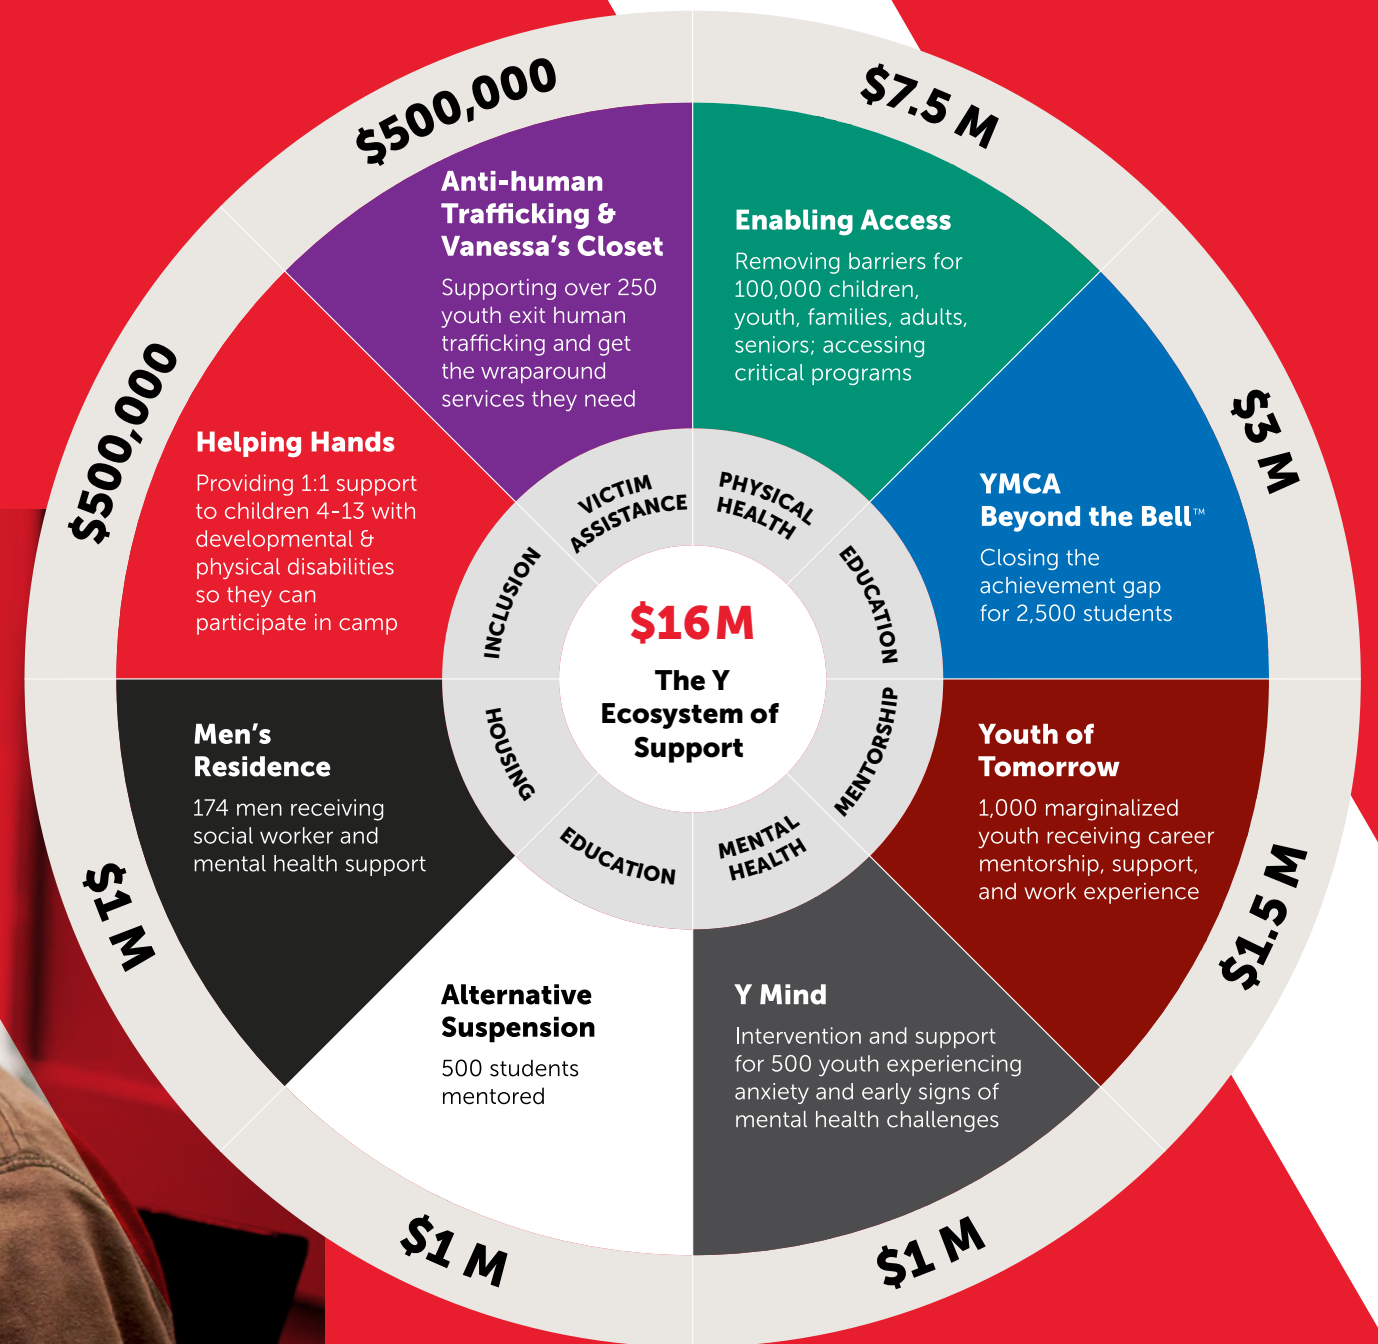 $16 M
The Y
Ecosystem of
Support
$7.5 M
PHYSICAL
HEALTH
Enabling Access
Removing barriers for
100,000 children,
youth, families, adults,
seniors; accessing
critical programs
$3 M
EDUCATION
YMCA
Beyond the Bell™
Closing the
achievement gap
for 2,500 students
$1.5 M
MENTORSHIP
Youth of
Tomorrow
1,000 marginalized
youth receiving career
mentorship, support,
and work experience
$1 M
MENTAL
HEALTH
Y Mind
Intervention and support
for 500 youth experiencing
anxiety and early signs of
mental health challenges
$1 M
EDUCATION
Alternative
Suspension
500 students
mentored
$1 M
HOUSING
Men’s
Residence
174 men receiving
social worker and
mental health support
$500,000
INCLUSION
Helping Hands
Providing 1:1 support
to children 4-13 with
developmental &
physical disabilities
so they can
participate in camp
$500,000
VICTIM
ASSISTANCE
Anti-human
Trafficking &
Vanessa’s Closet
Supporting over 250
youth exit human
trafficking and get
the wraparound
services they need